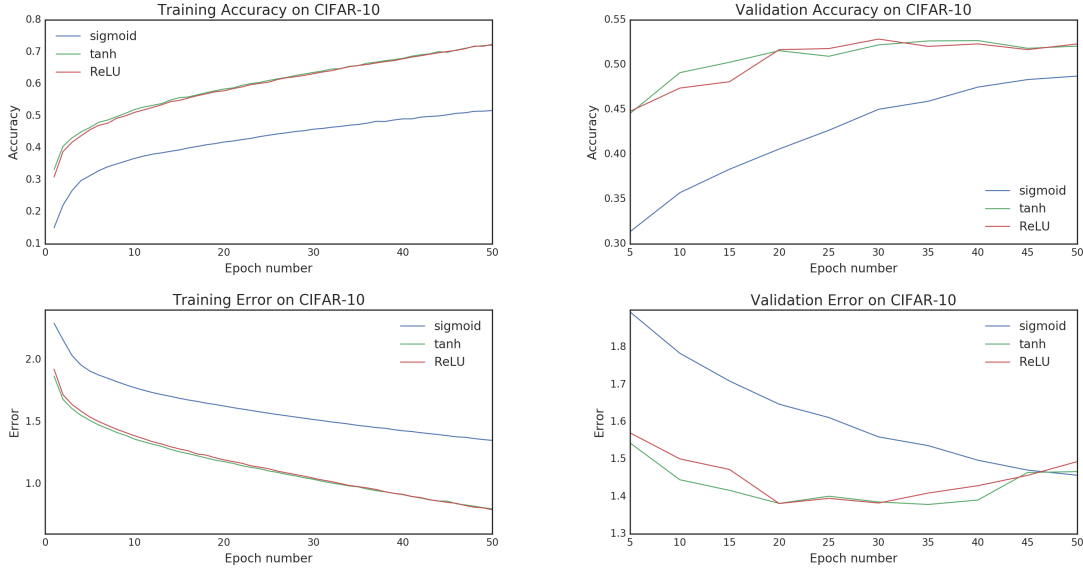 Training Accuracy on CIFAR-10
Accuracy
0.8
0.7
0.6
0.5
0.4
0.3
0.2
0.1
sigmoid
tanh
ReLU
0 10 20 30 40 50
Epoch number
Validation Accuracy on CIFAR-10
Accuracy
0.55
0.50
0.45
0.40
0.35
0.30
sigmoid
tanh
ReLU
5 10 15 20 25 30 35 40 45 50
Epoch number
Training Error on CIFAR-10
Error
2.0
1.5
1.0
sigmoid
tanh
ReLU
0 10 20 30 40 50
Epoch number
Validation Error on CIFAR-10
Error
1.8
1.7
1.6
1.5
1.4
1.3
sigmoid
tanh
ReLU
5 10 15 20 25 30 35 40 45 50
Epoch number